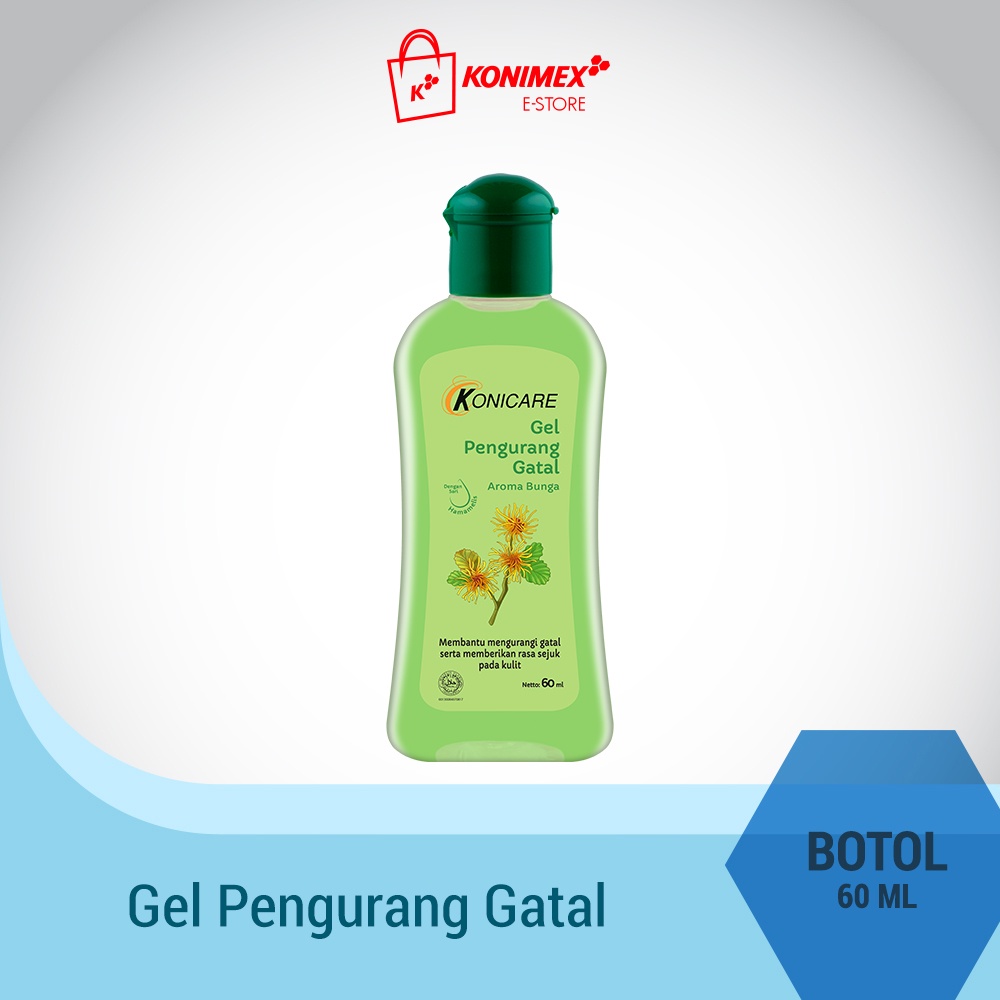 K
KONIMEX
E-STORE
KONICARE
Gel
Pengurang
Gatal
Aroma Bunga
Dengan
Sari
Hamamelis
Membantu mengurangi gatal
serta memberikan rasa sejuk
pada kulit
Netto: 60 ml
BOTOL
60 ML
Gel Pengurang Gatal